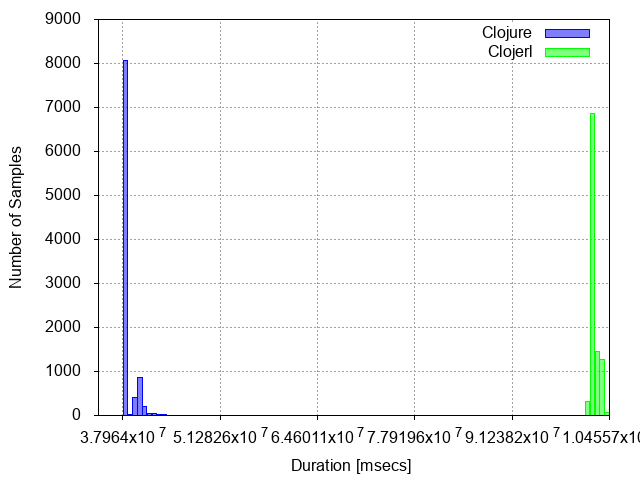 9000
8000
7000
6000
5000
4000
3000
2000
1000
0
Number of Samples
Clojure
Clojerl
3.7964x10 7 5.12826x10 7 6.46011x10 7 7.79196x10 7 9.12382x10 7 1.04557x10
Duration [msecs]